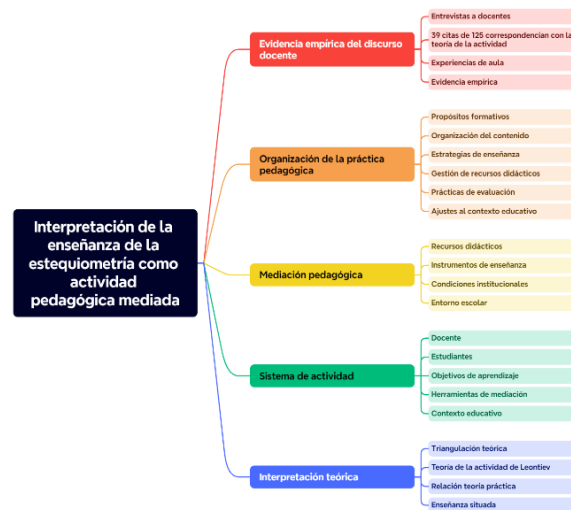 Interpretación de la
enseñanza de la
estequiometría como
actividad
pedagógica mediada
Evidencia empírica del discurso
docente
Entrevistas a docentes
39 citas de 125 correspondencian con la
teoría de la actividad
Experiencias de aula
Evidencia empírica
Organización de la práctica
pedagógica
Propósitos formativos
Organización del contenido
Estrategias de enseñanza
Gestión de recursos didácticos
Prácticas de evaluación
Ajustes al contexto educativo
Mediación pedagógica
Recursos didácticos
Instrumentos de enseñanza
Condiciones institucionales
Entorno escolar
Sistema de actividad
Docente
Estudiantes
Objetivos de aprendizaje
Herramientas de mediación
Contexto educativo
Interpretación teórica
Triangulación teórica
Teoría de la actividad de Leontiev
Relación teoría práctica
Enseñanza situada